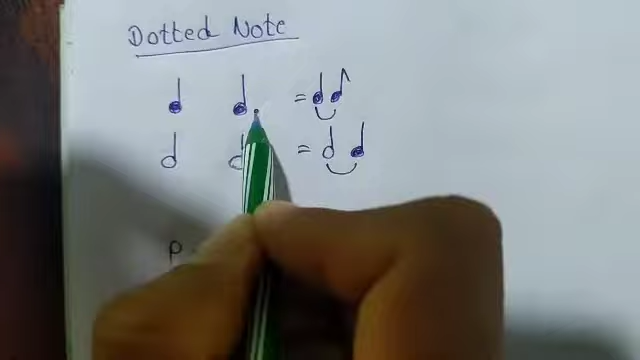 Dotted Note
𝅘𝅥 𝅘𝅥. = 𝅘𝅥 𝅘𝅥𝅮
𝅗𝅥 𝅗𝅥 = 𝅗𝅥 𝅘𝅥
P